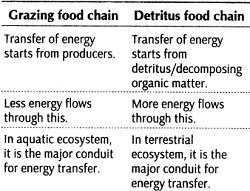 Grazing food chain Detritus food chain
Transfer of energy Transfer of energy
starts from producers. starts from
detritus/decomposing
organic matter.
Less energy flows More energy flows
through this. through this.
In aquatic ecosystem, In terrestrial
it is the major conduit ecosystem, it is the
for energy transfer. major conduit for
energy transfer.